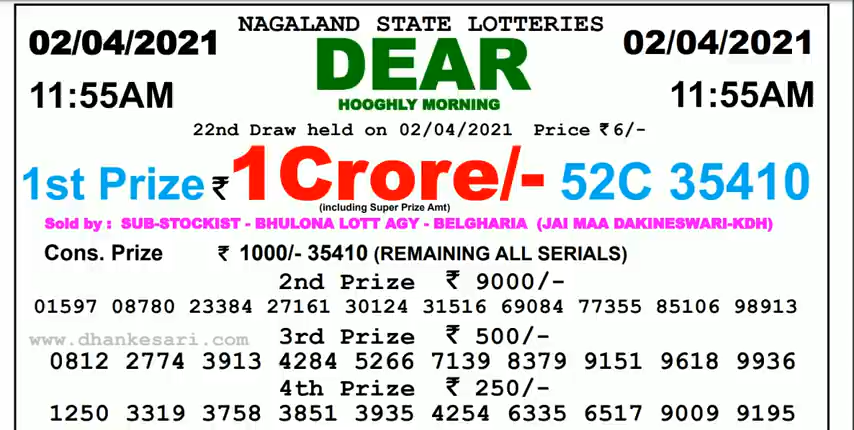 NAGALAND STATE LOTTERIES
02/04/2021 DEAR 02/04/2021
11:55AM HOOGHLY MORNING 11:55AM
22nd Draw held on 02/04/2021 Price ₹6/-
1st Prize ₹1Crore/- 52C 35410
(including Super Prize Amt)
Sold by : SUB-STOCKIST - BHULONA LOTT AGY - BELGHARIA (JAI MAA DAKINESWARI-KDH)
Cons. Prize ₹ 1000/- 35410 (REMAINING ALL SERIALS)
2nd Prize ₹ 9000/-
01597 08780 23384 27161 30124 31516 69084 77355 85106 98913
www.dhankesari.com 3rd Prize ₹ 500/-
0812 2774 3913 4284 5266 7139 8379 9151 9618 9936
4th Prize ₹ 250/-
1250 3319 3758 3851 3935 4254 6335 6517 9009 9195